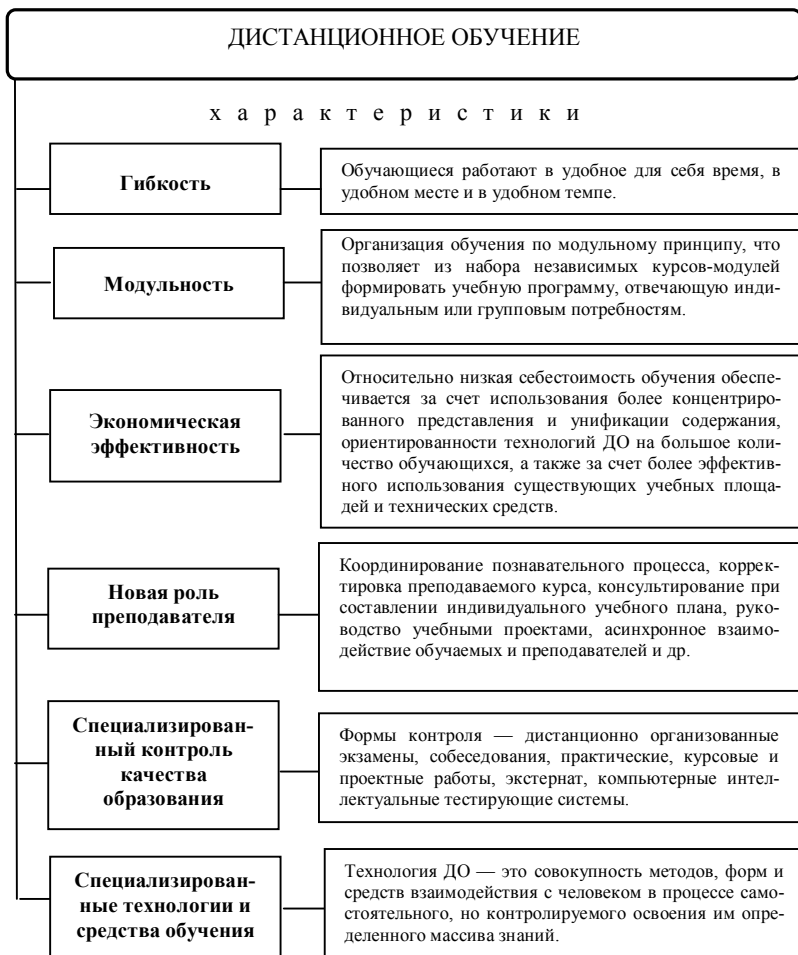 ДИСТАНЦИОННОЕ ОБУЧЕНИЕ
характеристики
Гибкость
Обучающиеся работают в удобное для себя время, в
удобном месте и в удобном темпе.
Модульность
Организация обучения по модульному принципу, что
позволяет из набора независимых курсов-модулей
формировать учебную программу, отвечающую инди-
видуальным или групповым потребностям.
Экономическая
эффективность
Относительно низкая себестоимость обучения обеспе-
чивается за счет использования более концентриро-
ванного представления и унификации содержания,
ориентированности технологий ДО на большое коли-
чество обучающихся, а также за счет более эффектив-
ного использования существующих учебных площа-
дей и технических средств.
Новая роль
преподавателя
Координирование познавательного процесса, коррек-
тировка преподаваемого курса, консультирование при
составлении индивидуального учебного плана, руко-
водство учебными проектами, асинхронное взаимо-
действие обучаемых и преподавателей и др.
Специализирован-
ный контроль
качества
образования
Формы контроля — дистанционно организованные
экзамены, собеседования, практические, курсовые и
проектные работы, экстернат, компьютерные интел-
лектуальные тестирующие системы.
Специализирован-
ные технологии и
средства обучения
Технология ДО — это совокупность методов, форм и
средств взаимодействия с человеком в процессе само-
стоятельного, но контролируемого освоения им опре-
деленного массива знаний.